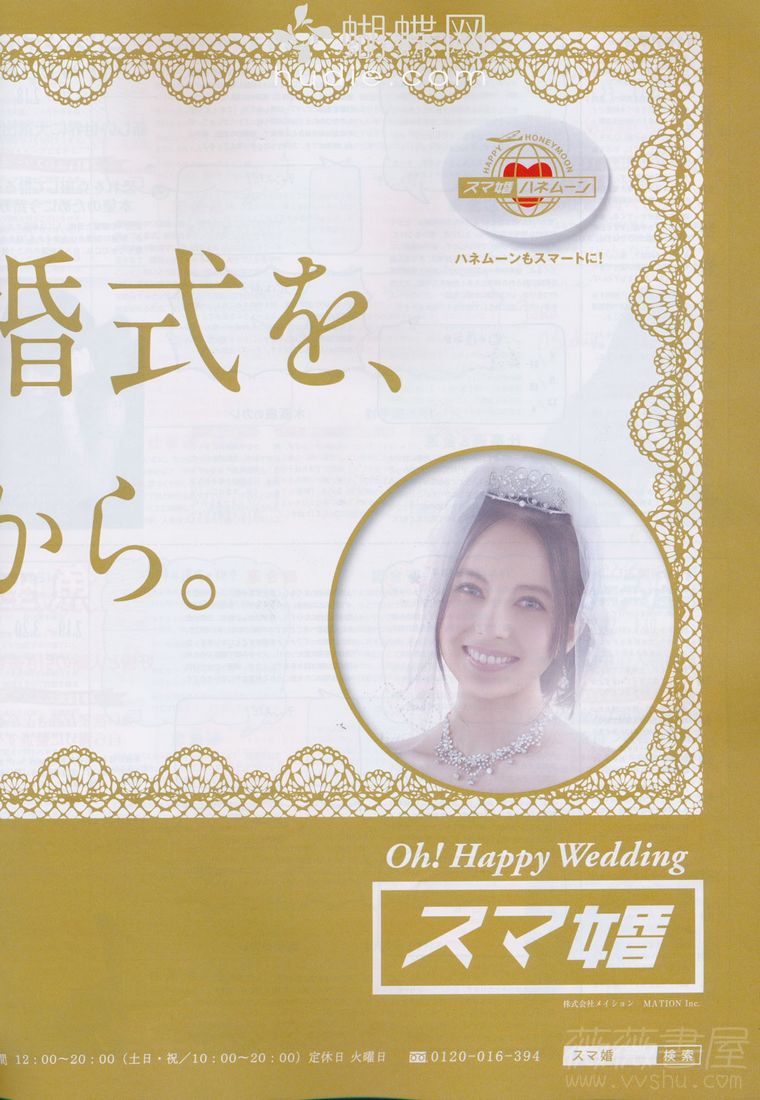 蝴蝶网
hudie.com
HAPPY HONEYMOON
スマ婚 ハネムーン
ハネムーンもスマートに!
婚式を、
から。
Oh! Happy Wedding
スマ婚
株式会社メイション MATION Inc.
間 12:00〜20:00(土日・祝/10:00〜20:00)定休日 火曜日 0120-016-394 スマ婚 検索
薇薇書屋
www.vvshu.com